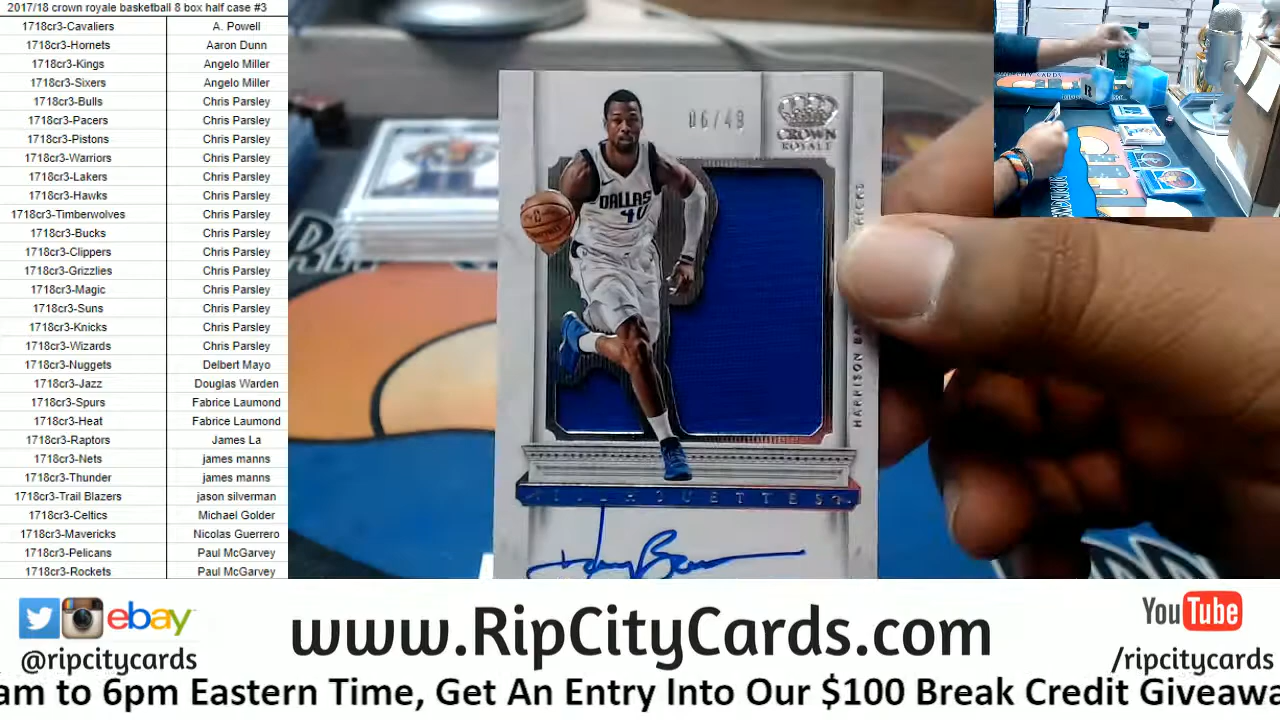 2017/18 crown royale basketball 8 box half case #3
1718cr3-Cavaliers A. Powell
1718cr3-Hornets Aaron Dunn
1718cr3-Kings Angelo Miller
1718cr3-Sixers Angelo Miller
1718cr3-Bulls Chris Parsley
1718cr3-Pacers Chris Parsley
1718cr3-Pistons Chris Parsley
1718cr3-Warriors Chris Parsley
1718cr3-Lakers Chris Parsley
1718cr3-Hawks Chris Parsley
1718cr3-Timberwolves Chris Parsley
1718cr3-Bucks Chris Parsley
1718cr3-Clippers Chris Parsley
1718cr3-Grizzlies Chris Parsley
1718cr3-Magic Chris Parsley
1718cr3-Suns Chris Parsley
1718cr3-Knicks Chris Parsley
1718cr3-Wizards Chris Parsley
1718cr3-Nuggets Delbert Mayo
1718cr3-Jazz Douglas Warden
1718cr3-Spurs Fabrice Laumond
1718cr3-Heat Fabrice Laumond
1718cr3-Raptors James La
1718cr3-Nets james manns
1718cr3-Thunder james manns
1718cr3-Trail Blazers jason silverman
1718cr3-Celtics Michael Golder
1718cr3-Mavericks Nicolas Guerrero
1718cr3-Pelicans Paul McGarvey
1718cr3-Rockets Paul McGarvey
06/49
CROWN
ROYALE
DALLAS
40
HARRISON
SILHOUETTES
ebay
@ripcitycards
www.RipCityCards.com
YouTube
/ripcitycards
am to 6pm Eastern Time, Get An Entry Into Our $100 Break Credit Giveawa